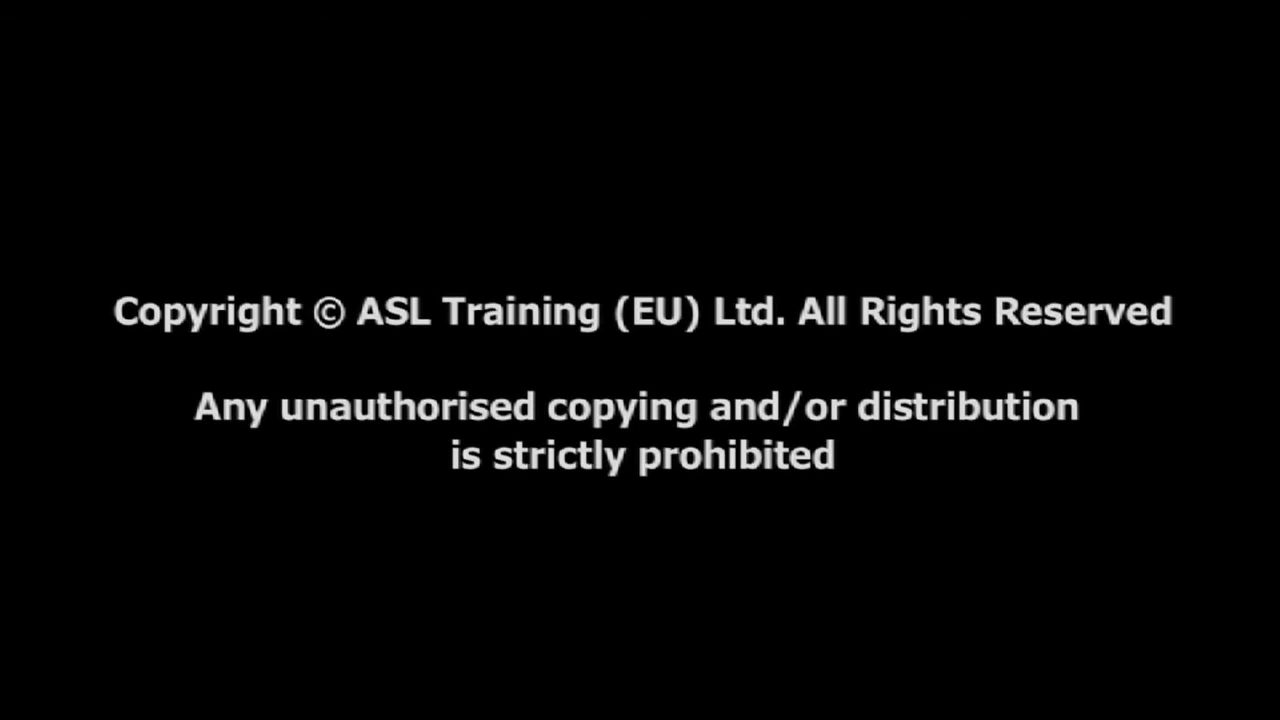 Copyright © ASL Training (EU) Ltd. All Rights Reserved
Any unauthorised copying and/or distribution
is strictly prohibited